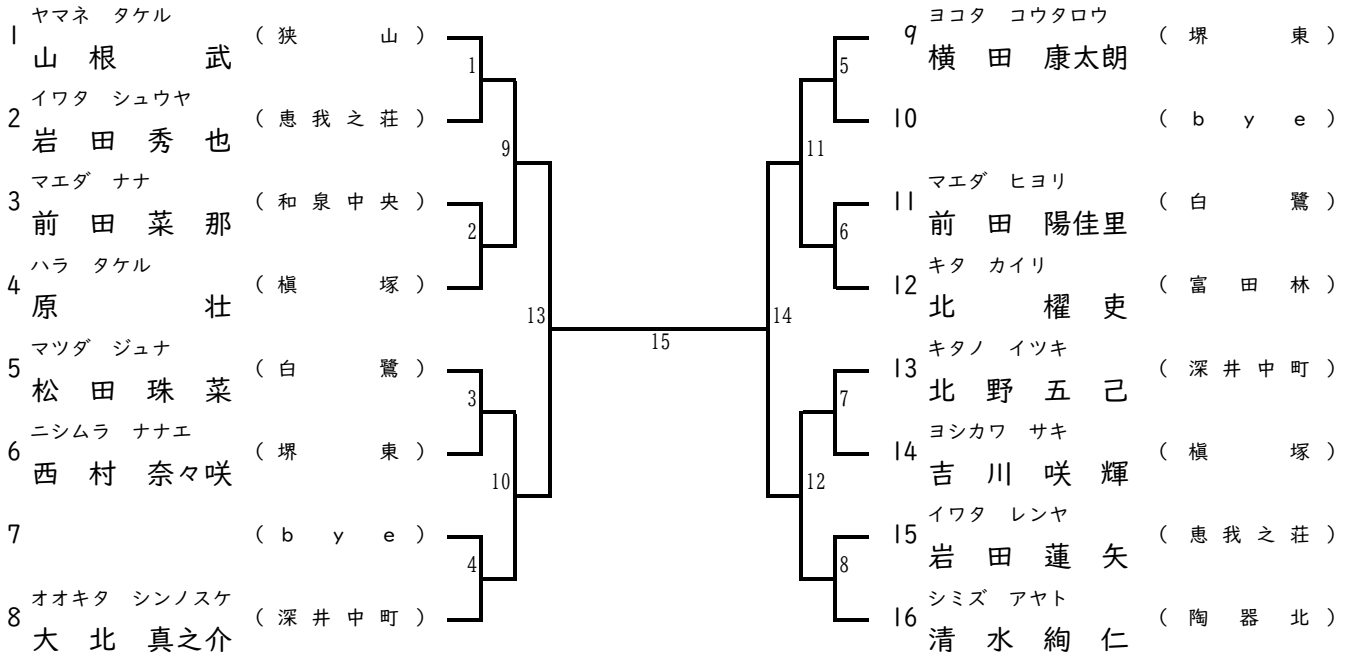 ヤマネ タケル
1 山根 武 (狭山)
イワタ シュウヤ
2 岩田秀也 (恵我之荘)
マエダ ナナ
3 前田菜那 (和泉中央)
ハラ タケル
4 原 壮 (槇塚)
マツダ ジュナ
5 松田珠菜 (白鷺)
ニシムラ ナナエ
6 西村 奈々咲 (堺東)
7 (bye)
オオキタ シンノスケ
8 大北 真之介 (深井中町)
1
2
3
4
9
10
13
15
14
11
12
5
6
7
8
ヨコタ コウタロウ
9 横田 康太朗 (堺東)
10 (bye)
マエダ ヒヨリ
11 前田 陽佳里 (白鷺)
キタ カイリ
12 北 櫂吏 (富田林)
キタノ イツキ
13 北野五己 (深井中町)
ヨシカワ サキ
14 吉川咲輝 (槇塚)
イワタ レンヤ
15 岩田蓮矢 (恵我之荘)
シミズ アヤト
16 清水絢仁 (陶器北)